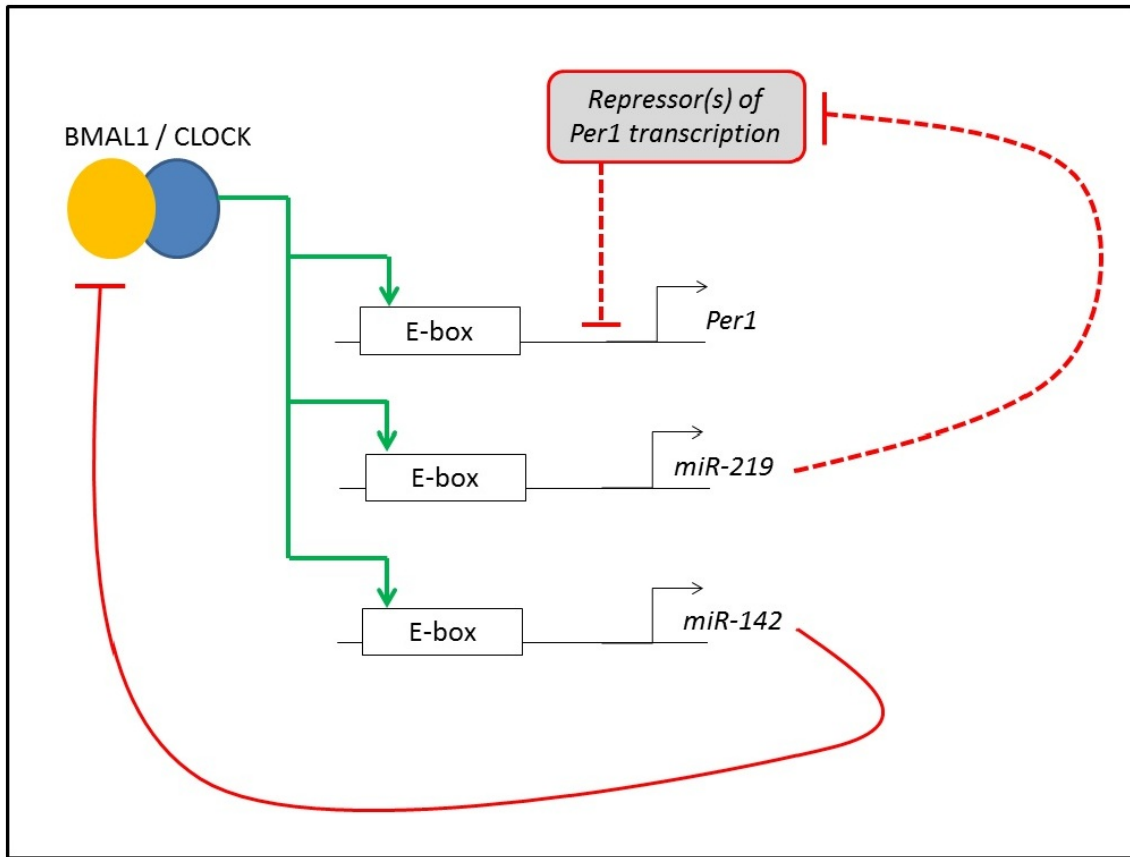 Repressor(s) of
Per1 transcription
BMAL1 / CLOCK
E-box
Per1
E-box
miR-219
E-box
miR-142